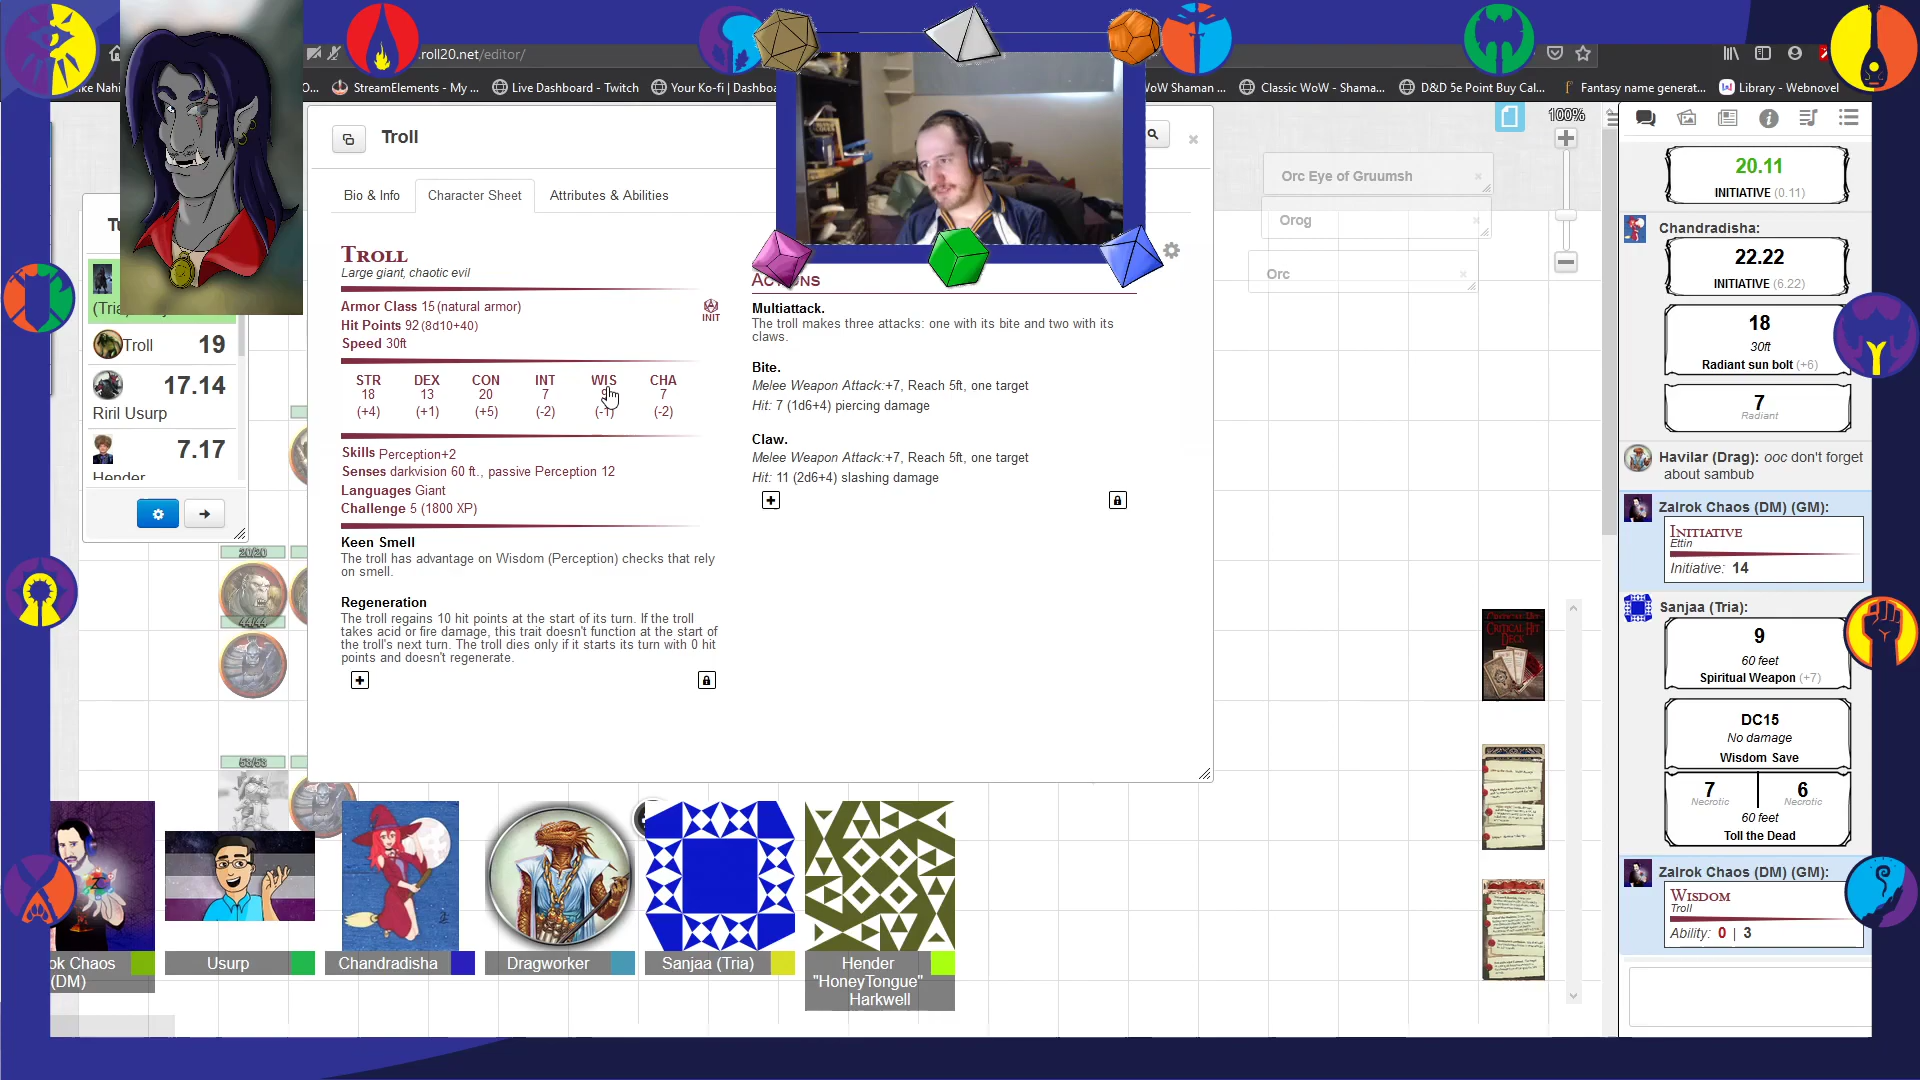 .roll20.net/editor/
StreamElements - My ...
Live Dashboard - Twitch
Your Ko-fi | Dashboa
WoW Shaman ...
Classic WoW - Shama...
D&D 5e Point Buy Cal...
Fantasy name generat...
Library - Webnovel
Troll
Bio & Info
Character Sheet
Attributes & Abilities
TROLL
Large giant, chaotic evil
Armor Class 15 (natural armor)
Hit Points 92 (8d10+40)
Speed 30ft
INIT
STR DEX CON INT WIS CHA
18 13 20 7 7
(+4) (+1) (+5) (-2) (-1) (-2)
Skills Perception+2
Senses darkvision 60 ft., passive Perception 12
Languages Giant
Challenge 5 (1800 XP)
Keen Smell
The troll has advantage on Wisdom (Perception) checks that rely
on smell.
Regeneration
The troll regains 10 hit points at the start of its turn. If the troll
takes acid or fire damage, this trait doesn't function at the start of
the troll's next turn. The troll dies only if it starts its turn with 0 hit
points and doesn't regenerate.
ACTIONS
Multiattack.
The troll makes three attacks: one with its bite and two with its
claws.
Bite.
Melee Weapon Attack:+7, Reach 5ft, one target
Hit: 7 (1d6+4) piercing damage
Claw.
Melee Weapon Attack:+7, Reach 5ft, one target
Hit: 11 (2d6+4) slashing damage
(Tria)
Troll 19
17.14
Riril Usurp
7.17
Hender
20/20
44/44
53/53
Orc Eye of Gruumsh
Orog
Orc
100%
CRITICAL HIT
DECK
20.11
INITIATIVE (0.11)
Chandradisha:
22.22
INITIATIVE (6.22)
18
30ft
Radiant sun bolt (+6)
7
Radiant
Havilar (Drag): ooc don't forget
about sambub
Zalrok Chaos (DM) (GM):
INITIATIVE
Ettin
Initiative: 14
Sanjaa (Tria):
9
60 feet
Spiritual Weapon (+7)
DC15
No damage
Wisdom Save
7 6
Necrotic Necrotic
60 feet
Toll the Dead
Zalrok Chaos (DM) (GM):
WISDOM
Troll
Ability: 0 | 3
ok Chaos
(DM)
Usurp
Chandradisha
Dragworker
Sanjaa (Tria)
Hender
"HoneyTongue"
Harkwell